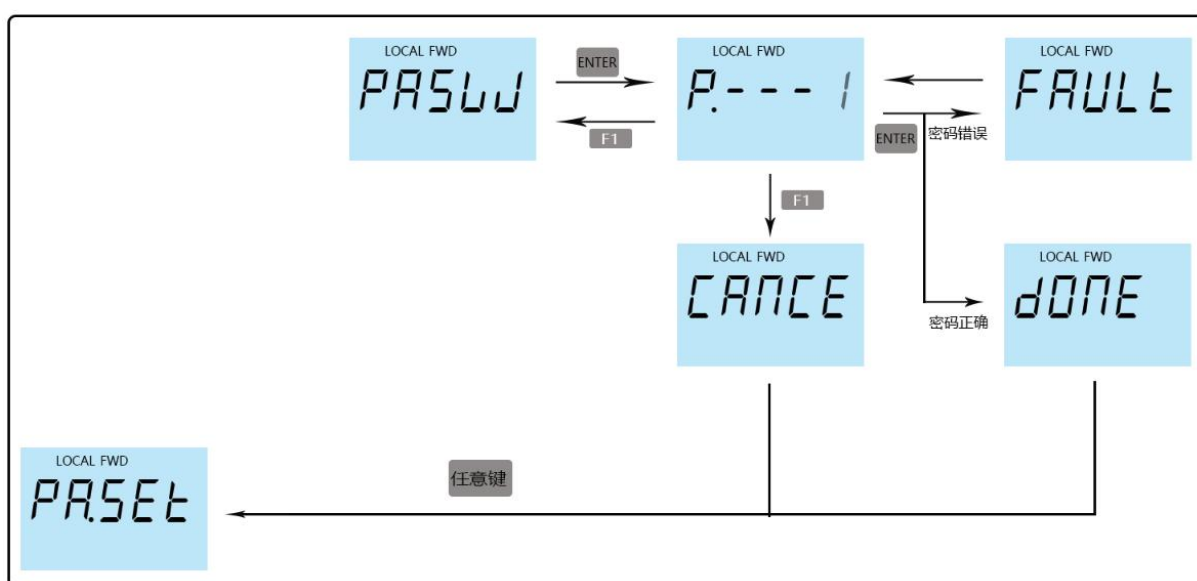 LOCAL FWD
PASWJ
ENTER
F1
LOCAL FWD
P.---1
ENTER
密码错误
LOCAL FWD
FAULt
F1
LOCAL FWD
CANCE
密码正确
LOCAL FWD
dONE
LOCAL FWD
PA.SEt
任意键